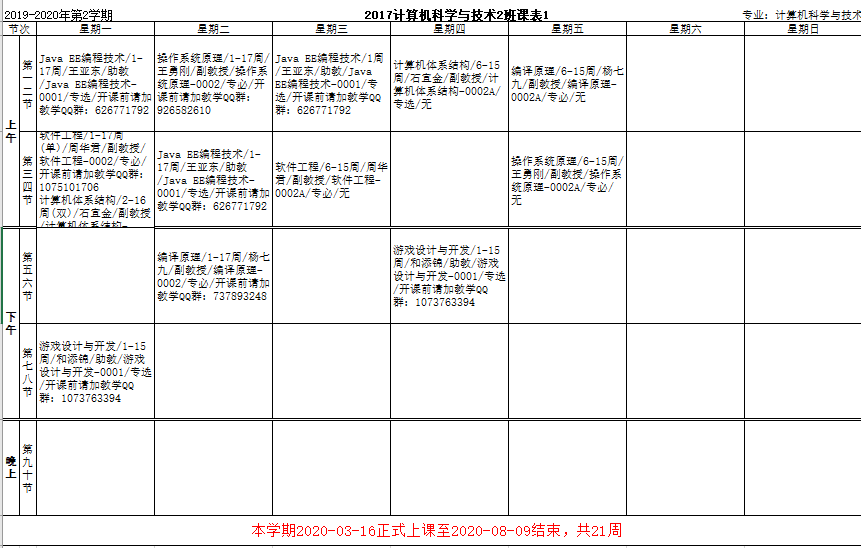 2019-2020年第2学期
2017计算机科学与技术2班课表1
专业: 计算机科学与技术
节次
星期一
星期二
星期三
星期四
星期五
星期六
星期日
上午
第一二节
Java EE编程技术/1-
17周/王亚东/助教
/Java EE编程技术-
0001/专选/开课前请加
教学QQ群: 626771792
操作系统原理/1-17周/
王勇刚/副教授/操作系
统原理-0002/专必/开
课前请加教学QQ群:
926582610
Java EE编程技术/1周
/王亚东/助教/Java
EE编程技术-0001/专
选/开课前请加教学QQ
群: 626771792
计算机体系结构/6-15
周/石宜金/副教授/计
算机体系结构-0002A/
专选/无
编译原理/6-15周/杨七
九/副教授/编译原理-
0002A/专必/无
第三四节
软件工程/1-17周
(单)/周华君/副教授/
软件工程-0002/专必/
开课前请加教学QQ群:
1075101706
计算机体系结构/2-16
周(双)/石宜金/副教授
/计算机体系结构-
Java EE编程技术/1-
17周/王亚东/助教
/Java EE编程技术-
0001/专选/开课前请加
教学QQ群: 626771792
软件工程/6-15周/周华
君/副教授/软件工程-
0002A/专必/无
操作系统原理/6-15周/
王勇刚/副教授/操作系
统原理-0002A/专必/
无
下午
第五六节
编译原理/1-17周/杨七
九/副教授/编译原理-
0002/专必/开课前请加
教学QQ群: 737893248
游戏设计与开发/1-15
周/和添锦/助教/游戏
设计与开发-0001/专选
/开课前请加教学QQ
群: 1073763394
第七八节
游戏设计与开发/1-15
周/和添锦/助教/游戏
设计与开发-0001/专选
/开课前请加教学QQ
群: 1073763394
晚上
第九十节
本学期2020-03-16正式上课至2020-08-09结束，共21周